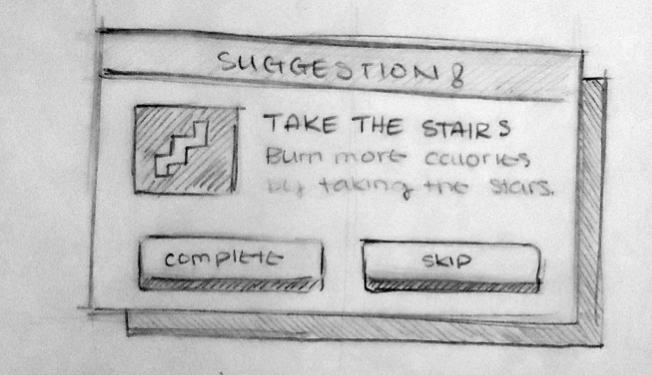 SUGGESTION 8
TAKE THE STAIRS
Burn more calories
by taking the stars.
COMPLETE
SKIP